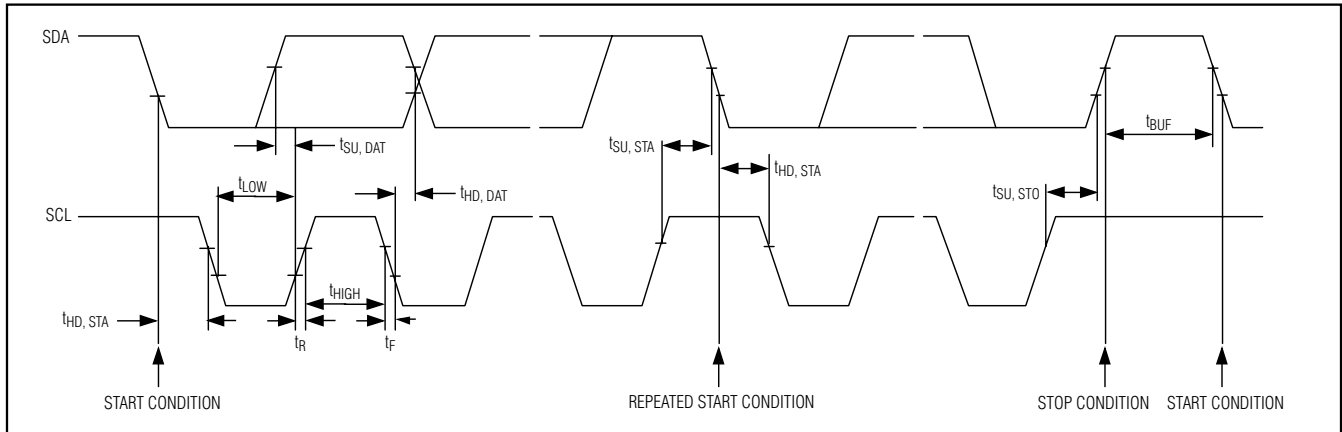 SDA
tSU, DAT
tSU, STA
tBUF
tLOW
tHD, DAT
tHD, STA
tSU, STO
SCL
tHIGH
tHD, STA
tR
tF
START CONDITION
REPEATED START CONDITION
STOP CONDITION
START CONDITION